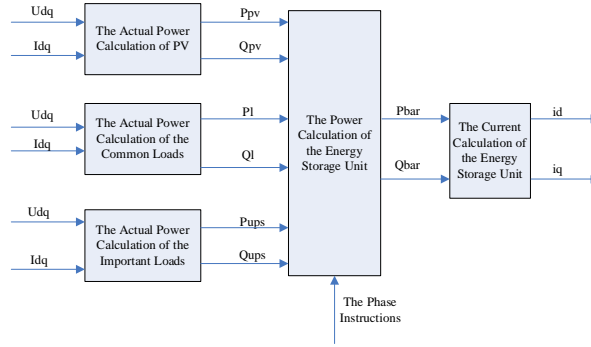 Udq
Idq
The Actual Power
Calculation of PV
Ppv
Qpv
Udq
Idq
The Actual Power
Calculation of the
Common Loads
Pl
Ql
Udq
Idq
The Actual Power
Calculation of the
Important Loads
Pups
Qups
The Power
Calculation of
the Energy
Storage Unit
The Phase
Instructions
Pbar
Qbar
The Current
Calculation of
the Energy
Storage Unit
id
iq